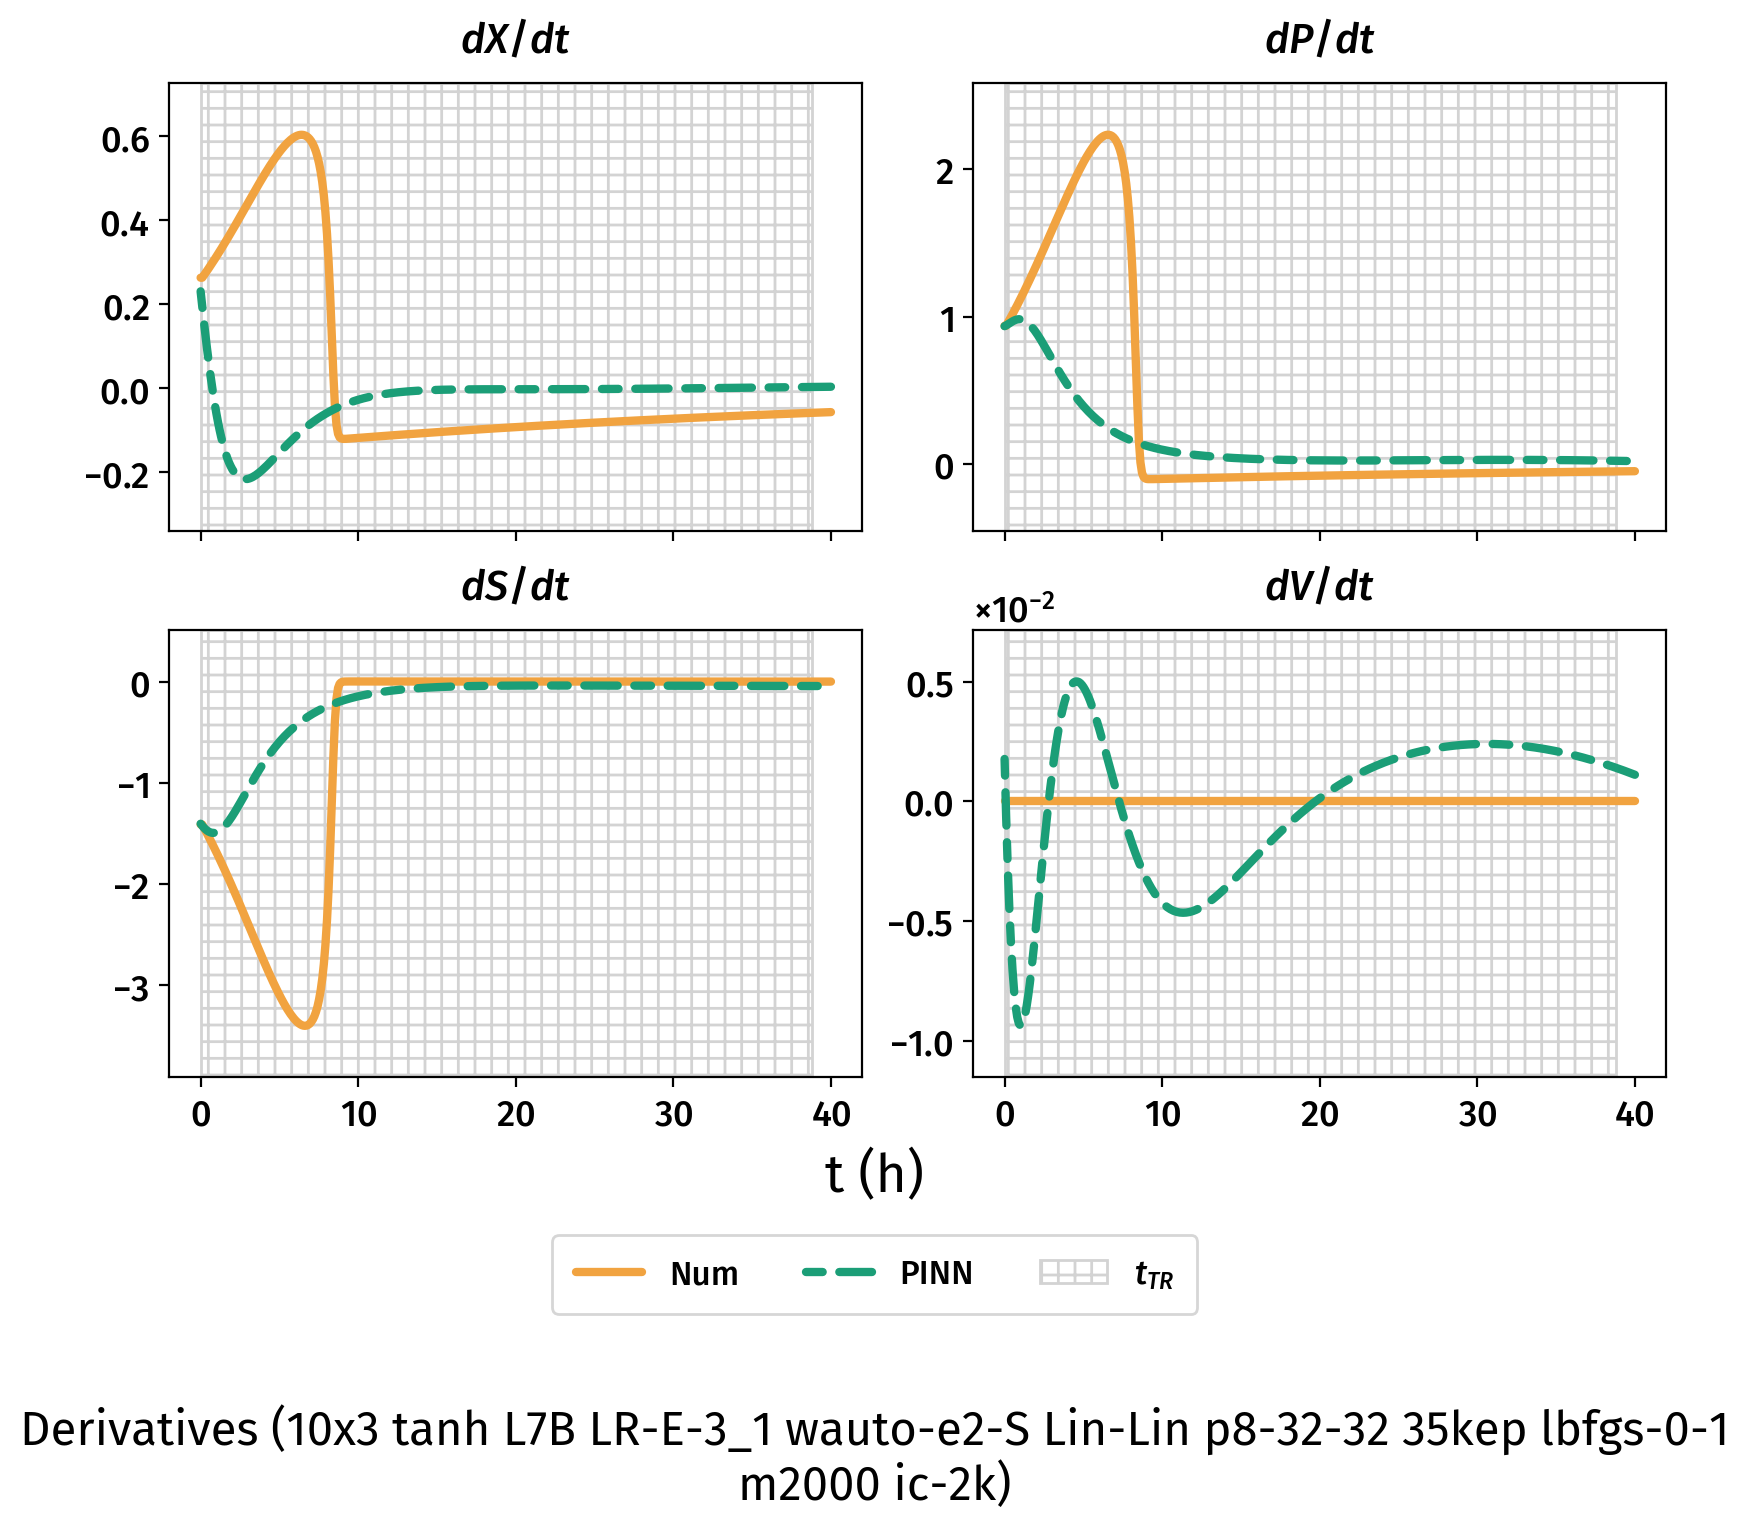 dX/dt
dP/dt
0.6
0.4
0.2
0.0
−0.2
2
1
0
dS/dt
dV/dt
×10⁻²
0
−1
−2
−3
0.5
0.0
−0.5
−1.0
0 10 20 30 40
0 10 20 30 40
t (h)
Num PINN t_TR
Derivatives (10x3 tanh L7B LR-E-3_1 wauto-e2-S Lin-Lin p8-32-32 35kep lbfgs-0-1
m2000 ic-2k)